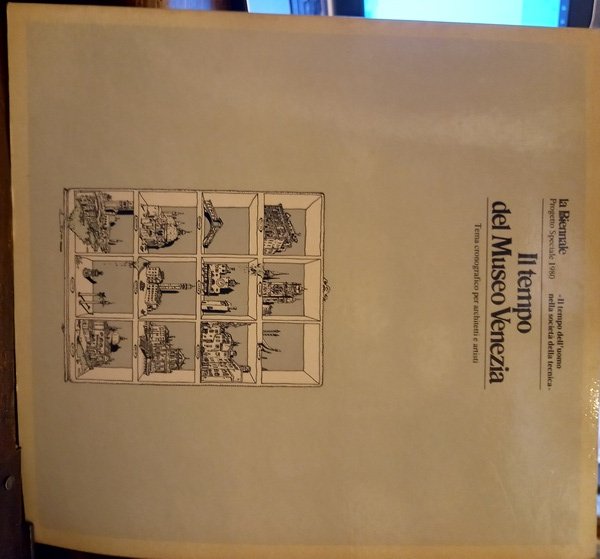 la Biennale
Progetto Speciale 1980
«Il tempo dell'uomo
nella società della tecnica»
Il tempo
del Museo Venezia
Tema cronografico per architetti e artisti